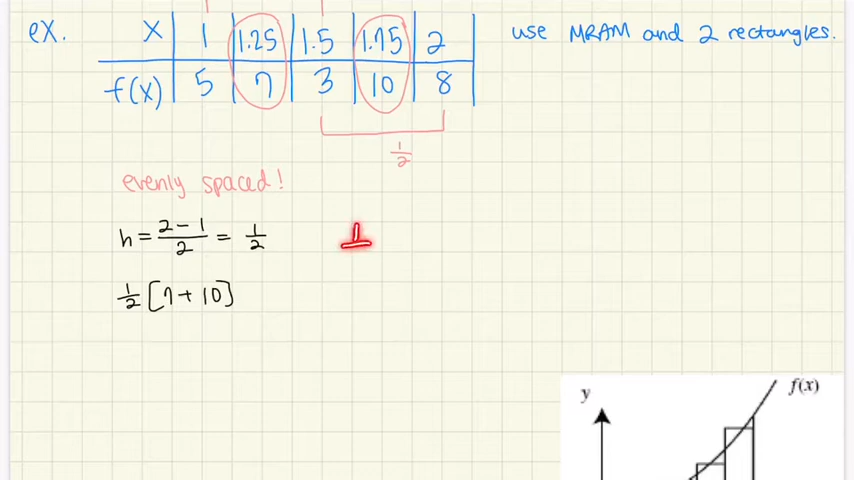 ex. x | 1 | 1.25 | 1.5 | 1.75 | 2 use MRAM and 2 rectangles.
f(x) | 5 | 7 | 3 | 10 | 8
1/2
evenly spaced!
h = (2-1)/2 = 1/2
1
1/2 [7 + 10]
y f(x)